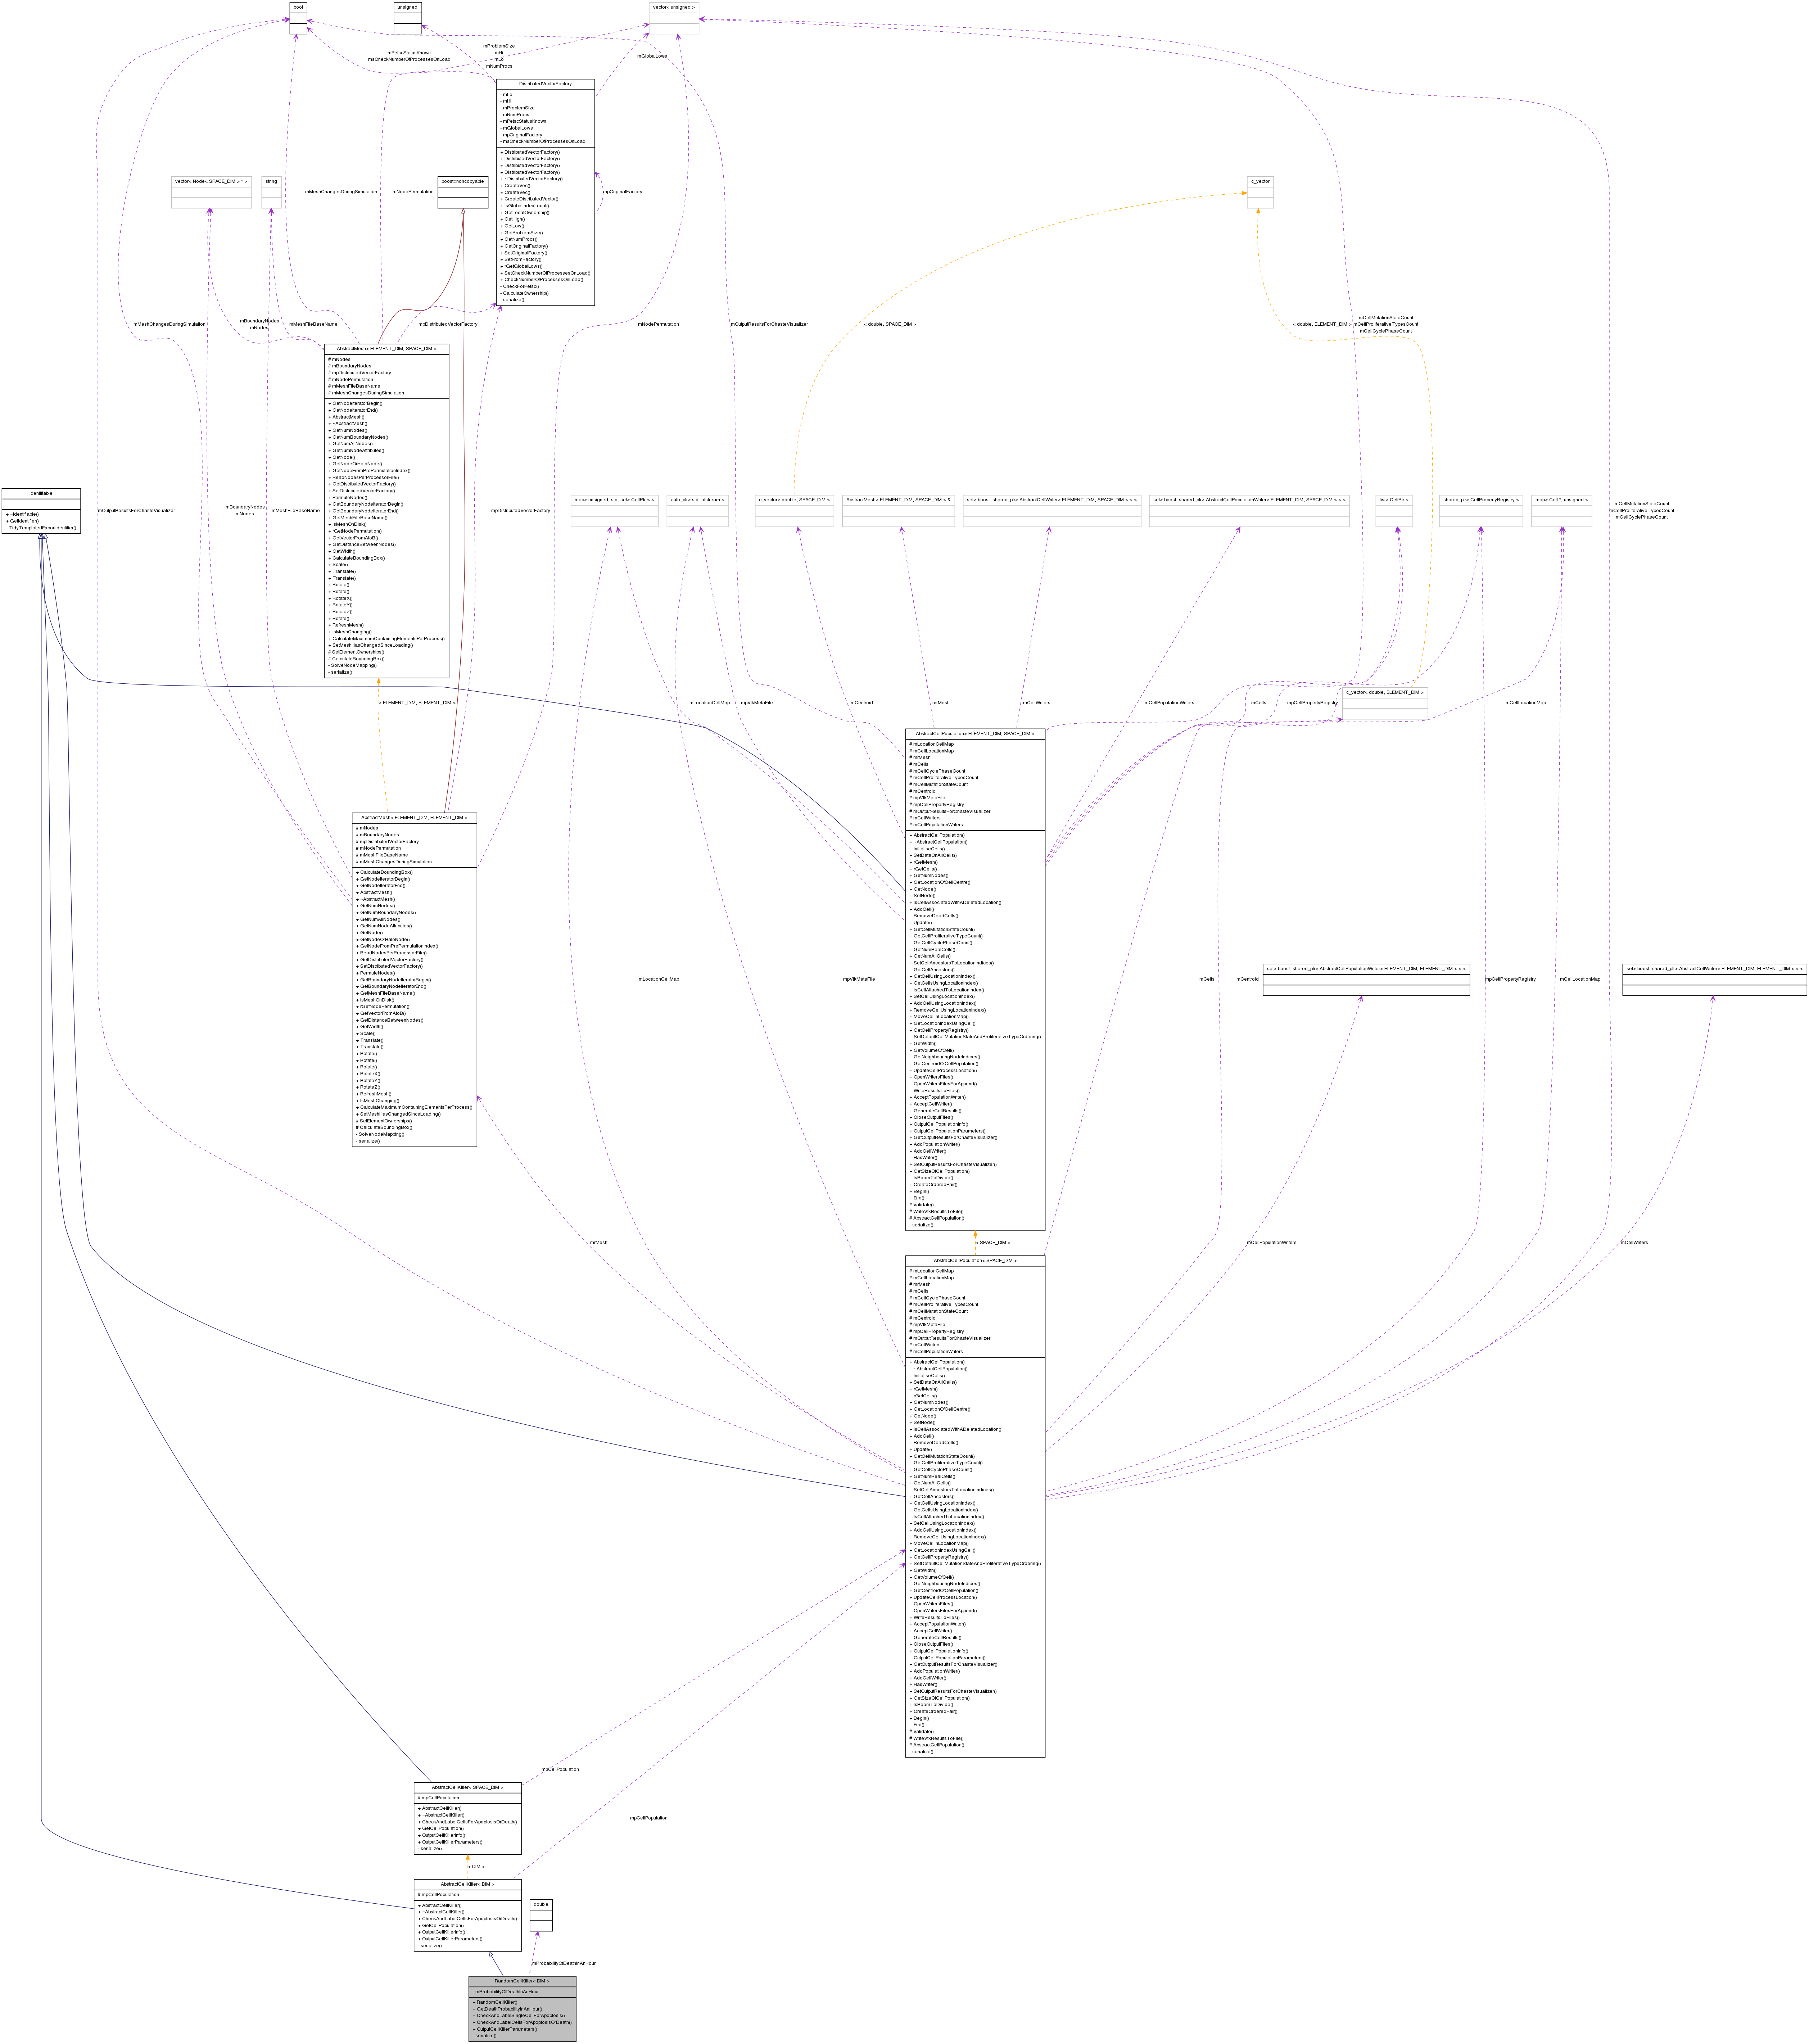 bool
unsigned
vector< unsigned >
mPetscStatusKnown
msCheckNumberOfProcessesOnLoad
mProblemSize
mHi
mLo
mNumProcs
mGlobalLows
DistributedVectorFactory
- mLo
- mHi
- mProblemSize
- mNumProcs
- mPetscStatusKnown
- mGlobalLows
- mpOriginalFactory
- msCheckNumberOfProcessesOnLoad
+ DistributedVectorFactory()
+ DistributedVectorFactory()
+ DistributedVectorFactory()
+ DistributedVectorFactory()
+ ~DistributedVectorFactory()
+ CreateVec()
+ CreateVec()
+ CreateDistributedVector()
+ IsGlobalIndexLocal()
+ GetLocalOwnership()
+ GetHigh()
+ GetLow()
+ GetProblemSize()
+ GetNumProcs()
+ GetOriginalFactory()
+ SetOriginalFactory()
+ SetFromFactory()
+ rGetGlobalLows()
+ SetCheckNumberOfProcessesOnLoad()
+ CheckNumberOfProcessesOnLoad()
- CheckForPetsc()
- CalculateOwnership()
- serialize()
vector< Node< SPACE_DIM > * >
string
mMeshChangesDuringSimulation
mNodePermutation
boost::noncopyable
mpOriginalFactory
c_vector
mMeshChangesDuringSimulation
mBoundaryNodes
mNodes
mMeshFileBaseName
mpDistributedVectorFactory
mNodePermutation
mOutputResultsForChasteVisualizer
< double, SPACE_DIM >
< double, ELEMENT_DIM >
mCellMutationStateCount
mCellProliferativeTypesCount
mCellCyclePhaseCount
AbstractMesh< ELEMENT_DIM, SPACE_DIM >
# mNodes
# mBoundaryNodes
# mpDistributedVectorFactory
# mNodePermutation
# mMeshFileBaseName
# mMeshChangesDuringSimulation
+ GetNodeIteratorBegin()
+ GetNodeIteratorEnd()
+ AbstractMesh()
+ ~AbstractMesh()
+ GetNumNodes()
+ GetNumBoundaryNodes()
+ GetNumAllNodes()
+ GetNumNodeAttributes()
+ GetNode()
+ GetNodeOrHaloNode()
+ GetNodeFromPrePermutationIndex()
+ ReadNodesPerProcessorFile()
+ GetDistributedVectorFactory()
+ SetDistributedVectorFactory()
+ PermuteNodes()
+ GetBoundaryNodeIteratorBegin()
+ GetBoundaryNodeIteratorEnd()
+ GetMeshFileBaseName()
+ IsMeshOnDisk()
+ rGetNodePermutation()
+ GetVectorFromAtoB()
+ GetDistanceBetweenNodes()
+ GetWidth()
+ CalculateBoundingBox()
+ Scale()
+ Translate()
+ Translate()
+ Rotate()
+ Rotate()
+ RotateX()
+ RotateY()
+ RotateZ()
+ Rotate()
+ RefreshMesh()
+ IsMeshChanging()
+ CalculateMaximumContainingElementsPerProcess()
+ SetMeshHasChangedSinceLoading()
# SetElementOwnerships()
# CalculateBoundingBox()
- SolveNodeMapping()
- serialize()
Identifiable
+ ~Identifiable()
+ GetIdentifier()
- TidyTemplatedExportIdentifier()
mOutputResultsForChasteVisualizer
mBoundaryNodes
mNodes
mMeshFileBaseName
mpDistributedVectorFactory
map< unsigned, std::set< CellPtr > >
auto_ptr< std::ofstream >
c_vector< double, SPACE_DIM >
AbstractMesh< ELEMENT_DIM, SPACE_DIM > &
set< boost::shared_ptr< AbstractCellWriter< ELEMENT_DIM, SPACE_DIM > > >
set< boost::shared_ptr< AbstractCellPopulationWriter< ELEMENT_DIM, SPACE_DIM > > >
list< CellPtr >
shared_ptr< CellPropertyRegistry >
map< Cell *, unsigned >
mCellMutationStateCount
mCellProliferativeTypesCount
mCellCyclePhaseCount
< ELEMENT_DIM, ELEMENT_DIM >
mLocationCellMap
mpVtkMetaFile
mCentroid
mrMesh
mCellWriters
mCellPopulationWriters
mCells
mpCellPropertyRegistry
c_vector< double, ELEMENT_DIM >
mCellLocationMap
AbstractCellPopulation< ELEMENT_DIM, SPACE_DIM >
# mLocationCellMap
# mCellLocationMap
# mrMesh
# mCells
# mCellCyclePhaseCount
# mCellProliferativeTypesCount
# mCellMutationStateCount
# mCentroid
# mpVtkMetaFile
# mpCellPropertyRegistry
# mOutputResultsForChasteVisualizer
# mCellWriters
# mCellPopulationWriters
+ AbstractCellPopulation()
+ ~AbstractCellPopulation()
+ InitialiseCells()
+ SetDataOnAllCells()
+ rGetMesh()
+ rGetCells()
+ GetNumNodes()
+ GetLocationOfCellCentre()
+ GetNode()
+ SetNode()
+ IsCellAssociatedWithADeletedLocation()
+ AddCell()
+ RemoveDeadCells()
+ Update()
+ GetCellMutationStateCount()
+ GetCellProliferativeTypeCount()
+ GetCellCyclePhaseCount()
+ GetNumRealCells()
+ GetNumAllCells()
+ SetCellAncestorsToLocationIndices()
+ GetCellAncestors()
+ GetCellUsingLocationIndex()
+ GetCellsUsingLocationIndex()
+ IsCellAttachedToLocationIndex()
+ SetCellUsingLocationIndex()
+ AddCellUsingLocationIndex()
+ RemoveCellUsingLocationIndex()
+ MoveCellInLocationMap()
+ GetLocationIndexUsingCell()
+ GetCellPropertyRegistry()
+ SetDefaultCellMutationStateAndProliferativeTypeOrdering()
+ GetWidth()
+ GetVolumeOfCell()
+ GetNeighbouringNodeIndices()
+ GetCentroidOfCellPopulation()
+ UpdateCellProcessLocation()
+ OpenWritersFiles()
+ OpenWritersFilesForAppend()
+ WriteResultsToFiles()
+ AcceptPopulationWriter()
+ AcceptCellWriter()
+ GenerateCellResults()
+ CloseOutputFiles()
+ OutputCellPopulationInfo()
+ OutputCellPopulationParameters()
+ GetOutputResultsForChasteVisualizer()
+ AddPopulationWriter()
+ AddCellWriter()
+ HasWriter()
+ SetOutputResultsForChasteVisualizer()
+ GetSizeOfCellPopulation()
+ IsRoomToDivide()
+ CreateOrderedPair()
+ Begin()
+ End()
# Validate()
# WriteVtkResultsToFile()
# AbstractCellPopulation()
- serialize()
AbstractMesh< ELEMENT_DIM, ELEMENT_DIM >
# mNodes
# mBoundaryNodes
# mpDistributedVectorFactory
# mNodePermutation
# mMeshFileBaseName
# mMeshChangesDuringSimulation
+ CalculateBoundingBox()
+ GetNodeIteratorBegin()
+ GetNodeIteratorEnd()
+ AbstractMesh()
+ ~AbstractMesh()
+ GetNumNodes()
+ GetNumBoundaryNodes()
+ GetNumAllNodes()
+ GetNumNodeAttributes()
+ GetNode()
+ GetNodeOrHaloNode()
+ GetNodeFromPrePermutationIndex()
+ ReadNodesPerProcessorFile()
+ GetDistributedVectorFactory()
+ SetDistributedVectorFactory()
+ PermuteNodes()
+ GetBoundaryNodeIteratorBegin()
+ GetBoundaryNodeIteratorEnd()
+ GetMeshFileBaseName()
+ IsMeshOnDisk()
+ rGetNodePermutation()
+ GetVectorFromAtoB()
+ GetDistanceBetweenNodes()
+ GetWidth()
+ Scale()
+ Translate()
+ Translate()
+ Rotate()
+ Rotate()
+ Rotate()
+ RotateX()
+ RotateY()
+ RotateZ()
+ RefreshMesh()
+ IsMeshChanging()
+ CalculateMaximumContainingElementsPerProcess()
+ SetMeshHasChangedSinceLoading()
# SetElementOwnerships()
# CalculateBoundingBox()
- SolveNodeMapping()
- serialize()
mLocationCellMap
mpVtkMetaFile
mCells
mCentroid
set< boost::shared_ptr< AbstractCellPopulationWriter< ELEMENT_DIM, ELEMENT_DIM > > >
mpCellPropertyRegistry
mCellLocationMap
set< boost::shared_ptr< AbstractCellWriter< ELEMENT_DIM, ELEMENT_DIM > > >
mrMesh
< SPACE_DIM >
mCellPopulationWriters
mCellWriters
AbstractCellPopulation< SPACE_DIM >
# mLocationCellMap
# mCellLocationMap
# mrMesh
# mCells
# mCellCyclePhaseCount
# mCellProliferativeTypesCount
# mCellMutationStateCount
# mCentroid
# mpVtkMetaFile
# mpCellPropertyRegistry
# mOutputResultsForChasteVisualizer
# mCellWriters
# mCellPopulationWriters
+ AbstractCellPopulation()
+ ~AbstractCellPopulation()
+ InitialiseCells()
+ SetDataOnAllCells()
+ rGetMesh()
+ rGetCells()
+ GetNumNodes()
+ GetLocationOfCellCentre()
+ GetNode()
+ SetNode()
+ IsCellAssociatedWithADeletedLocation()
+ AddCell()
+ RemoveDeadCells()
+ Update()
+ GetCellMutationStateCount()
+ GetCellProliferativeTypeCount()
+ GetCellCyclePhaseCount()
+ GetNumRealCells()
+ GetNumAllCells()
+ SetCellAncestorsToLocationIndices()
+ GetCellAncestors()
+ GetCellUsingLocationIndex()
+ GetCellsUsingLocationIndex()
+ IsCellAttachedToLocationIndex()
+ SetCellUsingLocationIndex()
+ AddCellUsingLocationIndex()
+ RemoveCellUsingLocationIndex()
+ MoveCellInLocationMap()
+ GetLocationIndexUsingCell()
+ GetCellPropertyRegistry()
+ SetDefaultCellMutationStateAndProliferativeTypeOrdering()
+ GetWidth()
+ GetVolumeOfCell()
+ GetNeighbouringNodeIndices()
+ GetCentroidOfCellPopulation()
+ UpdateCellProcessLocation()
+ OpenWritersFiles()
+ OpenWritersFilesForAppend()
+ WriteResultsToFiles()
+ AcceptPopulationWriter()
+ AcceptCellWriter()
+ GenerateCellResults()
+ CloseOutputFiles()
+ OutputCellPopulationInfo()
+ OutputCellPopulationParameters()
+ GetOutputResultsForChasteVisualizer()
+ AddPopulationWriter()
+ AddCellWriter()
+ HasWriter()
+ SetOutputResultsForChasteVisualizer()
+ GetSizeOfCellPopulation()
+ IsRoomToDivide()
+ CreateOrderedPair()
+ Begin()
+ End()
# Validate()
# WriteVtkResultsToFile()
# AbstractCellPopulation()
- serialize()
mpCellPopulation
AbstractCellKiller< SPACE_DIM >
# mpCellPopulation
+ AbstractCellKiller()
+ ~AbstractCellKiller()
+ CheckAndLabelCellsForApoptosisOrDeath()
+ GetCellPopulation()
+ OutputCellKillerInfo()
+ OutputCellKillerParameters()
- serialize()
mpCellPopulation
< DIM >
AbstractCellKiller< DIM >
# mpCellPopulation
+ AbstractCellKiller()
+ ~AbstractCellKiller()
+ CheckAndLabelCellsForApoptosisOrDeath()
+ GetCellPopulation()
+ OutputCellKillerInfo()
+ OutputCellKillerParameters()
- serialize()
double
mProbabilityOfDeathInAnHour
RandomCellKiller< DIM >
- mProbabilityOfDeathInAnHour
+ RandomCellKiller()
+ GetDeathProbabilityInAnHour()
+ CheckAndLabelSingleCellForApoptosis()
+ CheckAndLabelCellsForApoptosisOrDeath()
+ OutputCellKillerParameters()
- serialize()